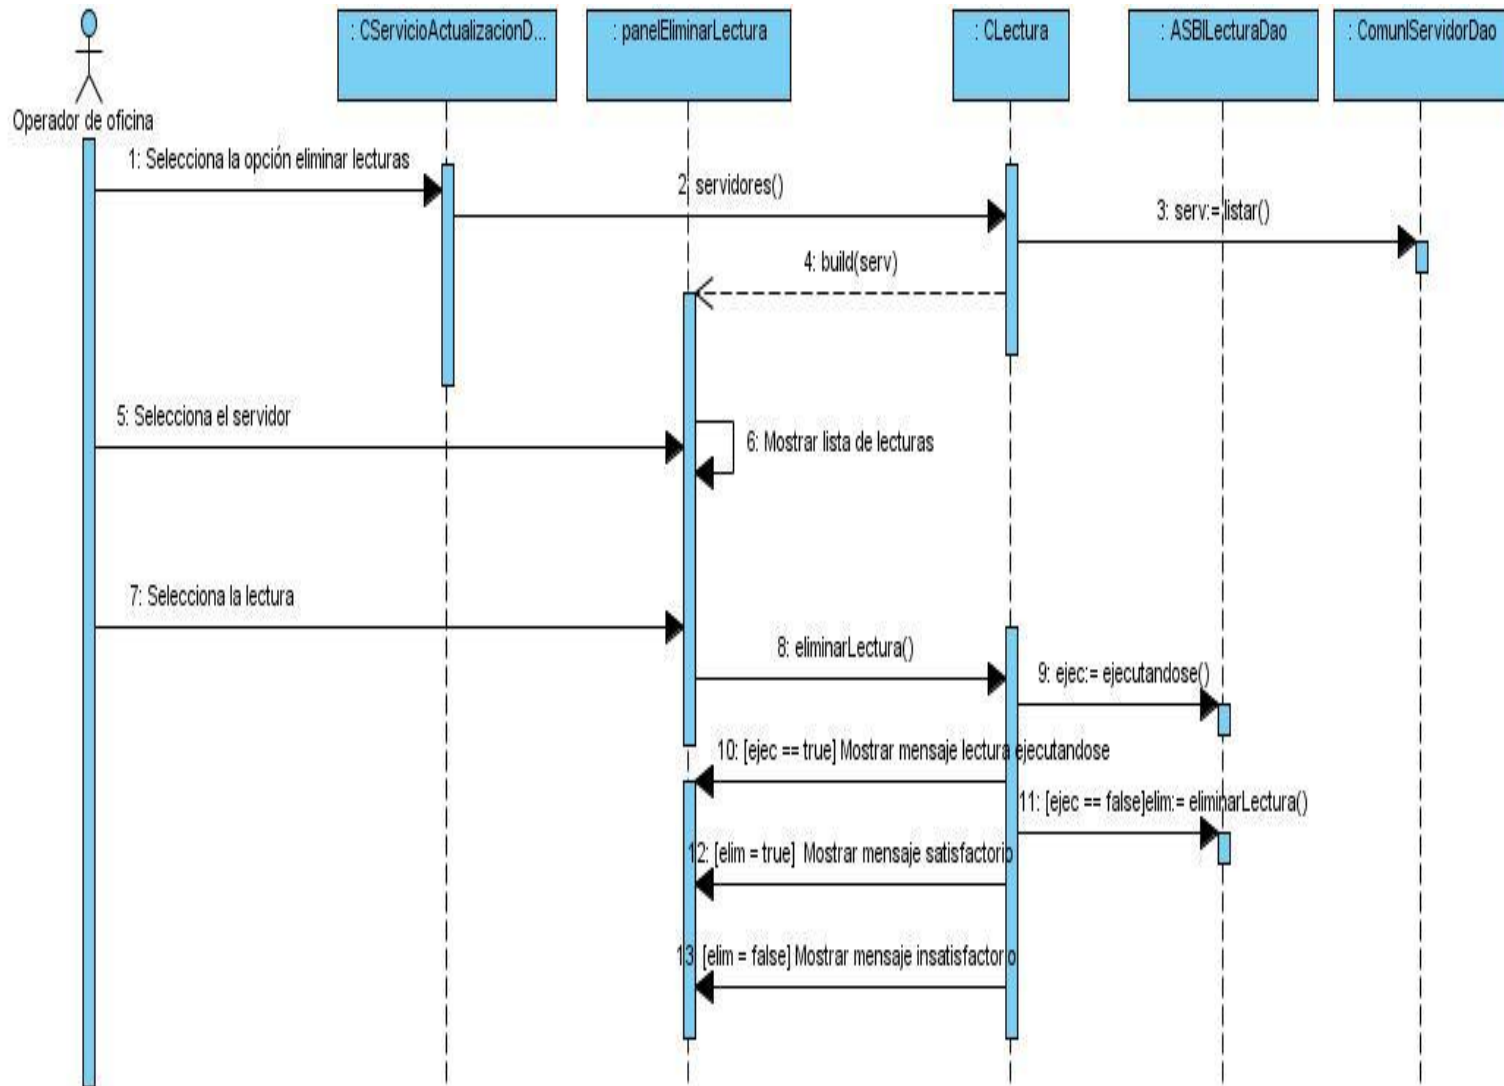 : CServicioActualizacionD...
: panelEliminarLectura
: CLectura
: ASBILecturaDao
: ComunIServidorDao
Operador de oficina
1: Selecciona la opción eliminar lecturas
2: servidores()
3: serv:= listar()
4: build(serv)
5: Selecciona el servidor
6: Mostrar lista de lecturas
7: Selecciona la lectura
8: eliminarLectura()
9: ejec:= ejecutandose()
10: [ejec == true] Mostrar mensaje lectura ejecutandose
11: [ejec == false]elim:= eliminarLectura()
12: [elim = true] Mostrar mensaje satisfactorio
13: [elim = false] Mostrar mensaje insatisfactorio